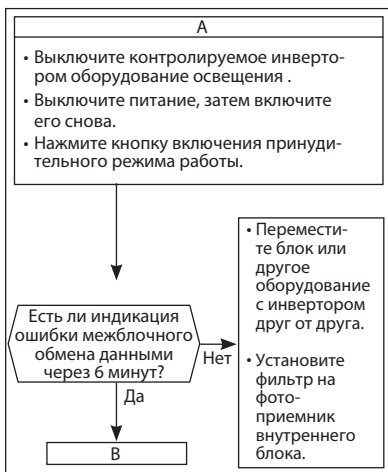 A
• Выключите контролируемое инверто-
ром оборудование освещения .
• Выключите питание, затем включите
его снова.
• Нажмите кнопку включения принуди-
тельного режима работы.
• Перемести-
те блок или
другое
оборудование
с инвертором
друг от друга.
• Установите
фильтр на
фото-
приемник
внутреннего
блока.
Есть ли индикация
ошибки межблочного
обмена данными
через 6 минут?
Нет
Да
B